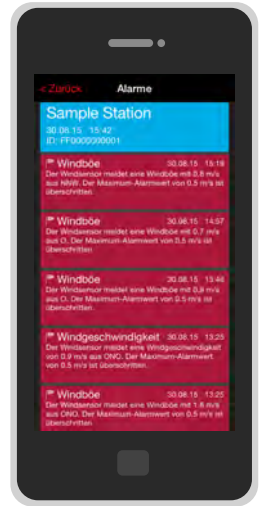 < Zurück Alarme
Sample Station
30.08.15 15:42
ID: FF0000000001
Windböe 30.08.15 15:18
Der Windsensor meldet eine Windböe mit 0.8 m/s
aus NNW. Der Maximum-Alarmwert von 0.5 m/s ist
überschritten.
Windböe 30.08.15 14:57
Der Windsensor meldet eine Windböe mit 0.7 m/s
aus O. Der Maximum-Alarmwert von 0.5 m/s ist
überschritten.
Windböe 30.08.15 13:46
Der Windsensor meldet eine Windböe mit 0.9 m/s
aus O. Der Maximum-Alarmwert von 0.5 m/s ist
überschritten.
Windgeschwindigkeit 30.08.15 13:25
Der Windsensor meldet eine Windgeschwindigkeit
von 0.9 m/s aus ONO. Der Maximum-Alarmwert
von 0.5 m/s ist überschritten.
Windböe 30.08.15 13:25
Der Windsensor meldet eine Windböe mit 1.6 m/s
aus ONO. Der Maximum-Alarmwert von 0.5 m/s ist
überschritten.